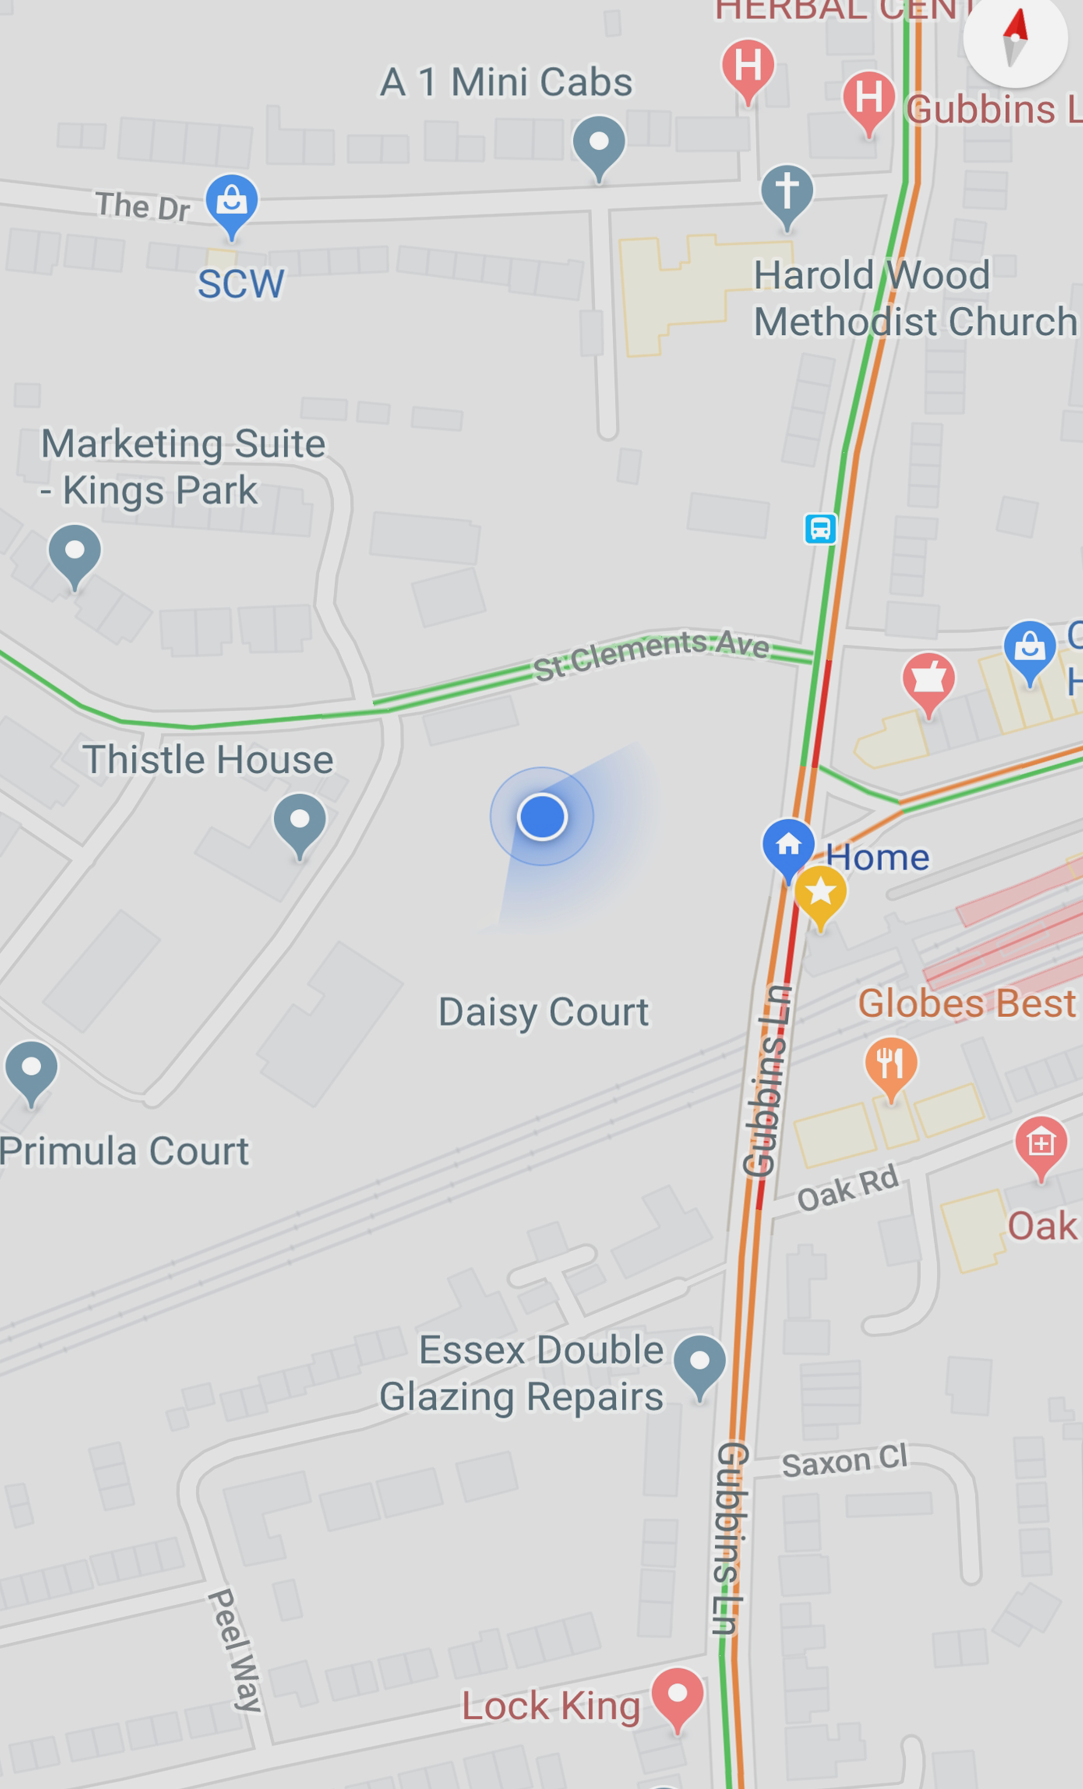 HERBAL CENT
A 1 Mini Cabs
Gubbins L
The Dr
SCW
Harold Wood
Methodist Church
Marketing Suite
- Kings Park
St Clements Ave
C
H
Thistle House
Home
Daisy Court
Globes Best
Gubbins Ln
Primula Court
Oak Rd
Oak
Essex Double
Glazing Repairs
Saxon Cl
Gubbins Ln
Peel Way
Lock King